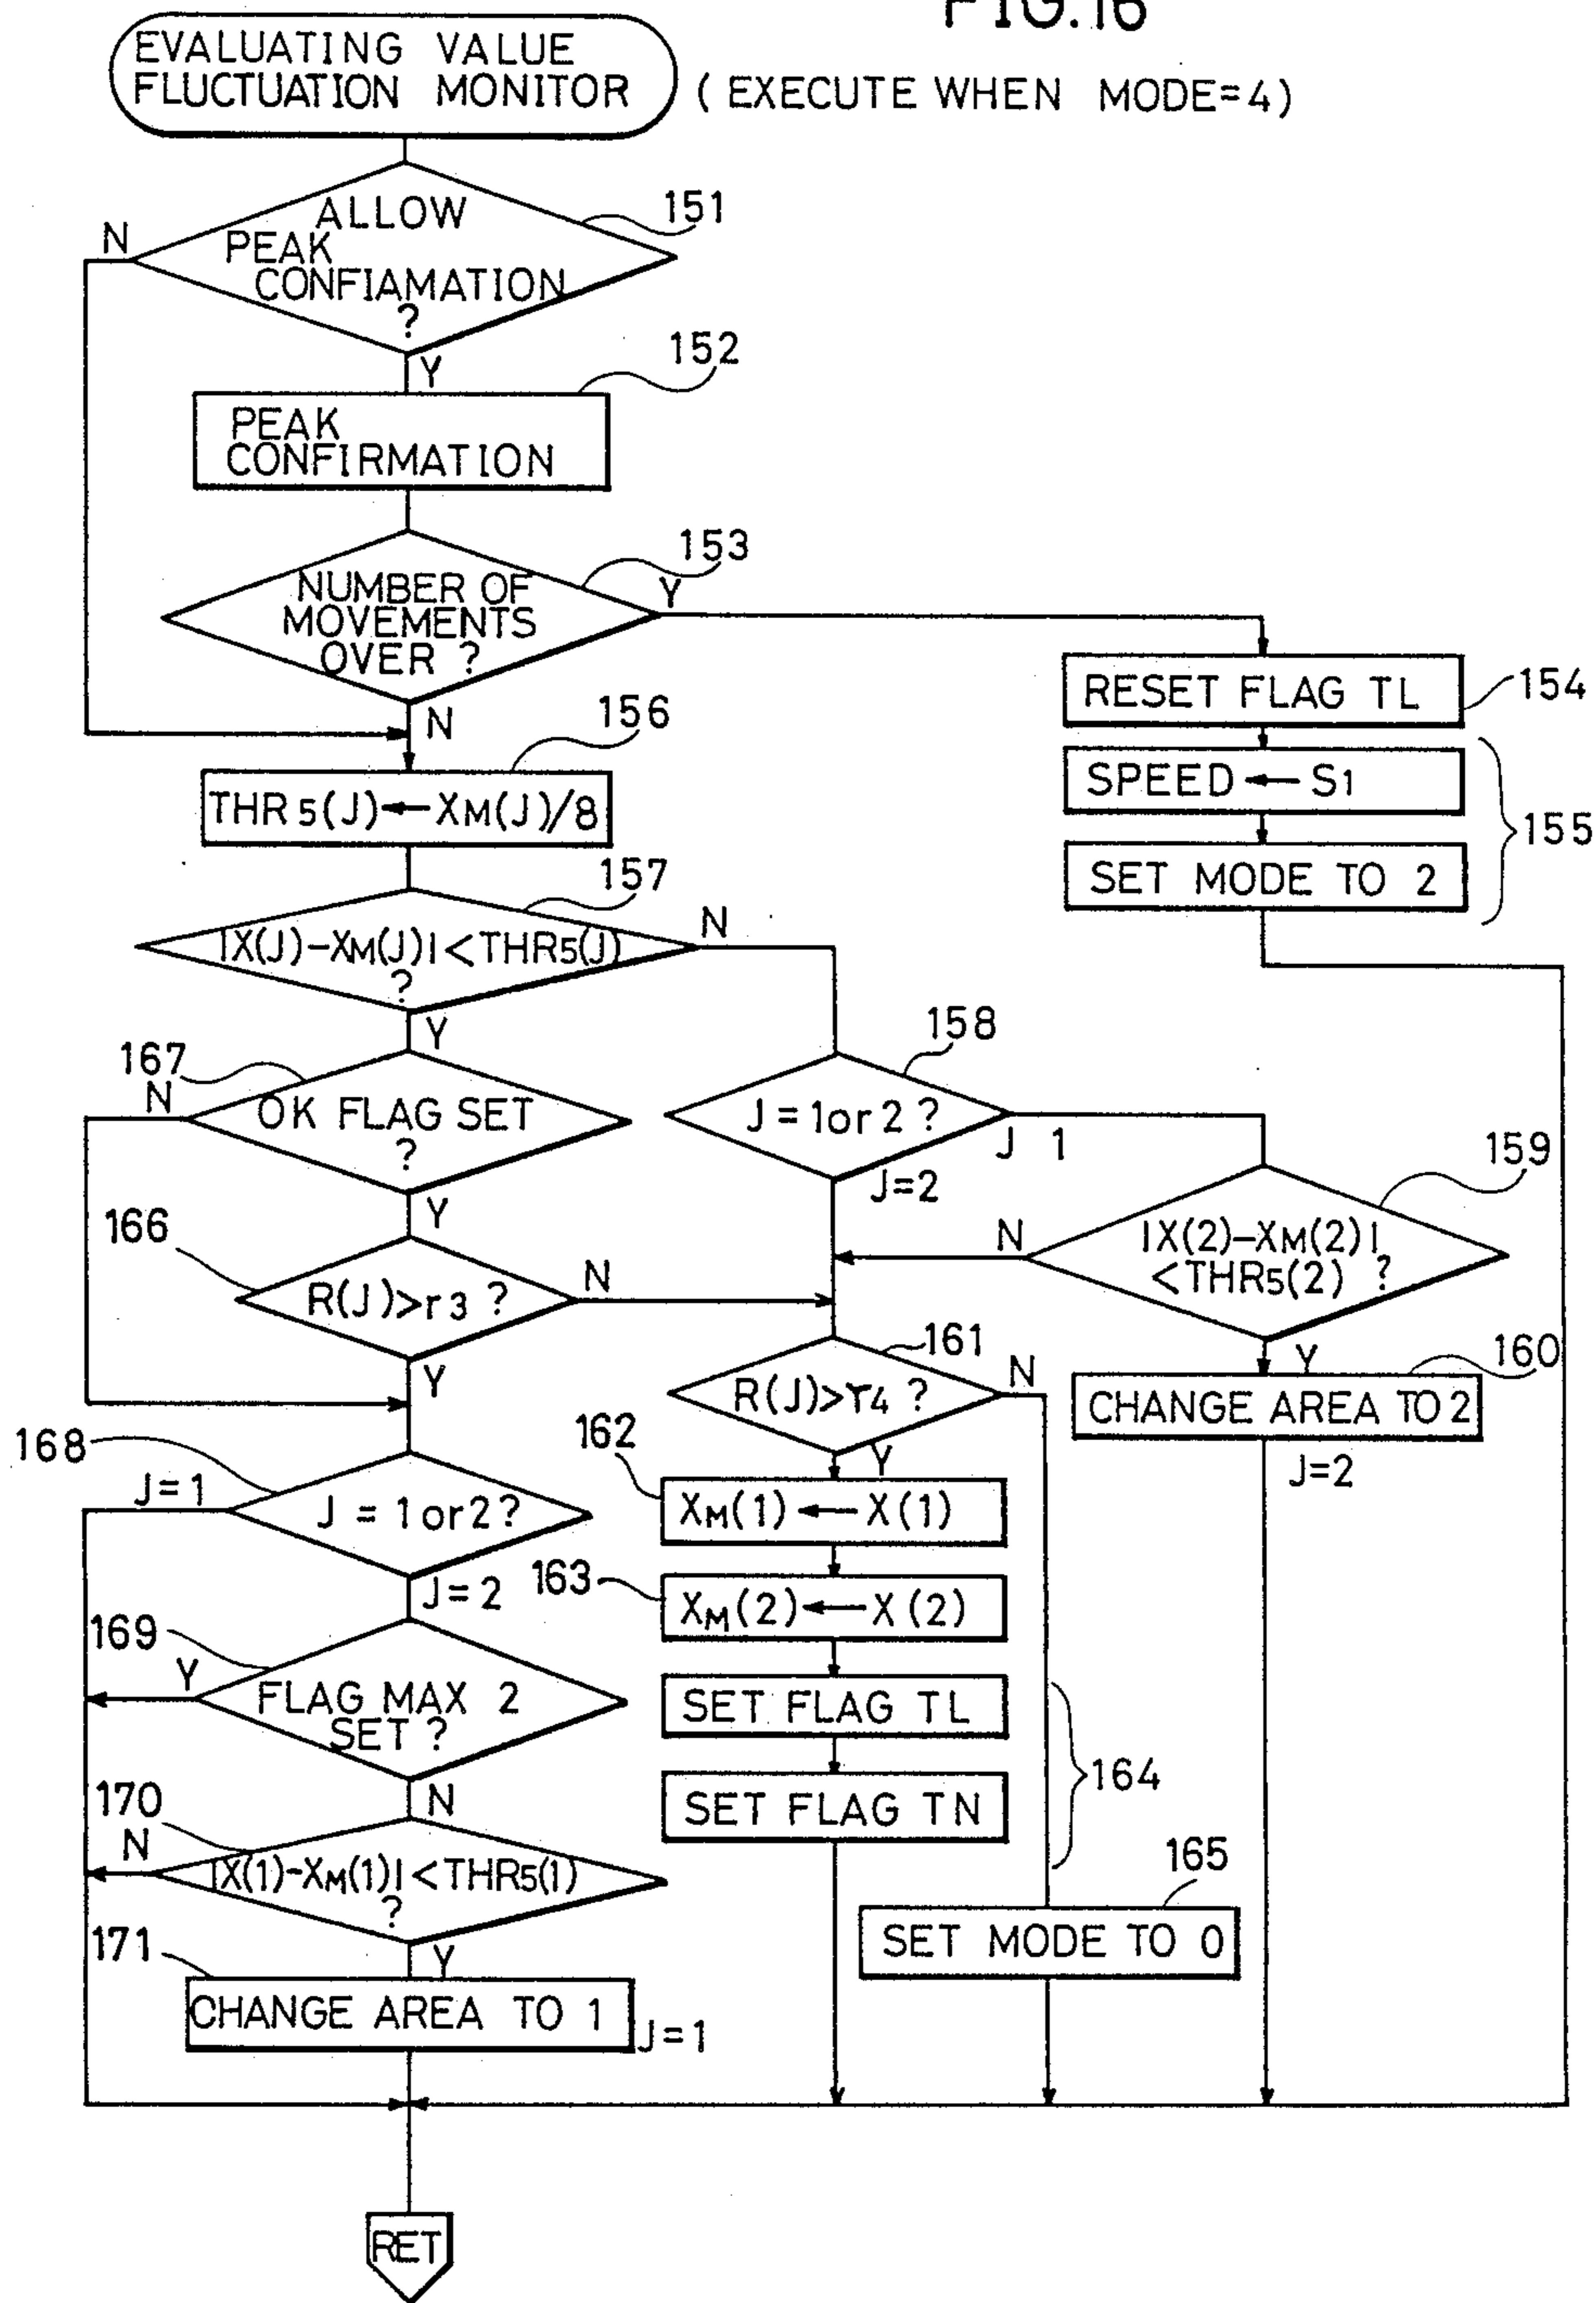 FIG.16
EVALUATING VALUE
FLUCTUATION MONITOR
(EXECUTE WHEN MODE=4)
ALLOW
PEAK
CONFIAMATION
?
151
N
Y
152
PEAK
CONFIRMATION
153
NUMBER OF
MOVEMENTS
OVER ?
Y
N
RESET FLAG TL
154
SPEED ← S1
SET MODE TO 2
155
156
THR5(J) ← XM(J)/8
157
|X(J)-XM(J)|<THR5(J)
?
N
Y
158
J=1or2?
J 1
J=2
159
|X(2)-XM(2)|
<THR5(2) ?
N
Y
160
CHANGE AREA TO 2
J=2
167
N
OK FLAG SET
?
Y
166
R(J)>r3 ?
N
Y
161
R(J)>r4 ?
N
Y
162
XM(1) ← X(1)
163
XM(2) ← X(2)
SET FLAG TL
SET FLAG TN
164
165
SET MODE TO 0
168
J=1
J=1or2?
J=2
169
Y
FLAG MAX 2
SET ?
N
170
N
|X(1)-XM(1)|<THR5(1)
?
Y
171
CHANGE AREA TO 1
J=1
RET